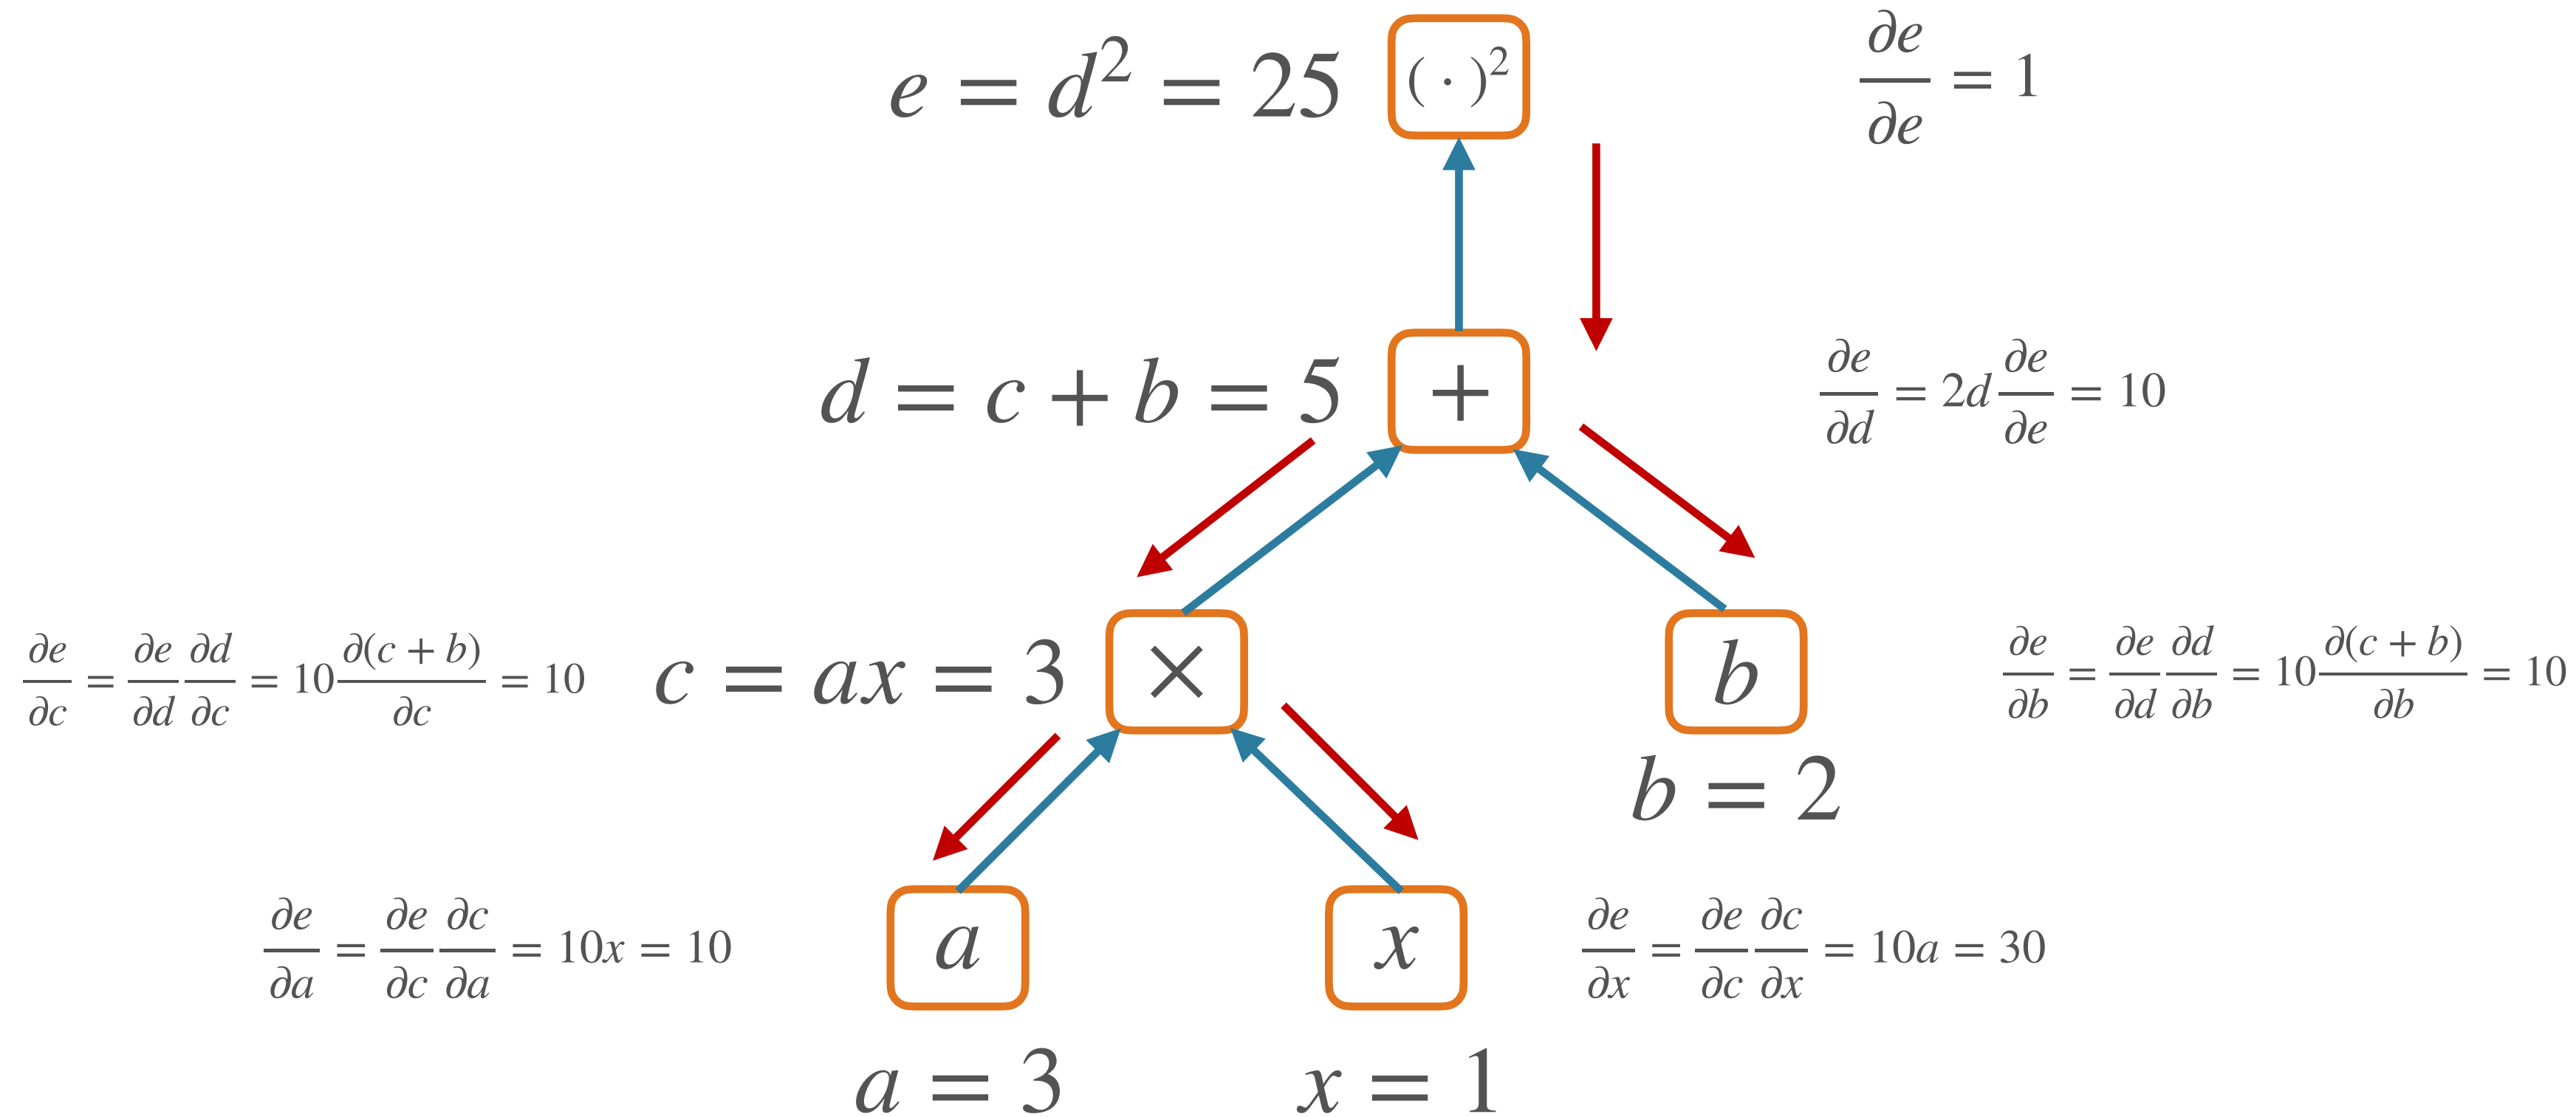 e = d² = 25
(·)²
∂e/∂e = 1
d = c + b = 5
+
∂e/∂d = 2d ∂e/∂e = 10
∂e/∂c = ∂e/∂d ∂d/∂c = 10 ∂(c + b)/∂c = 10
c = ax = 3
×
b
∂e/∂b = ∂e/∂d ∂d/∂b = 10 ∂(c + b)/∂b = 10
b = 2
∂e/∂a = ∂e/∂c ∂c/∂a = 10x = 10
a
x
∂e/∂x = ∂e/∂c ∂c/∂x = 10a = 30
a = 3
x = 1